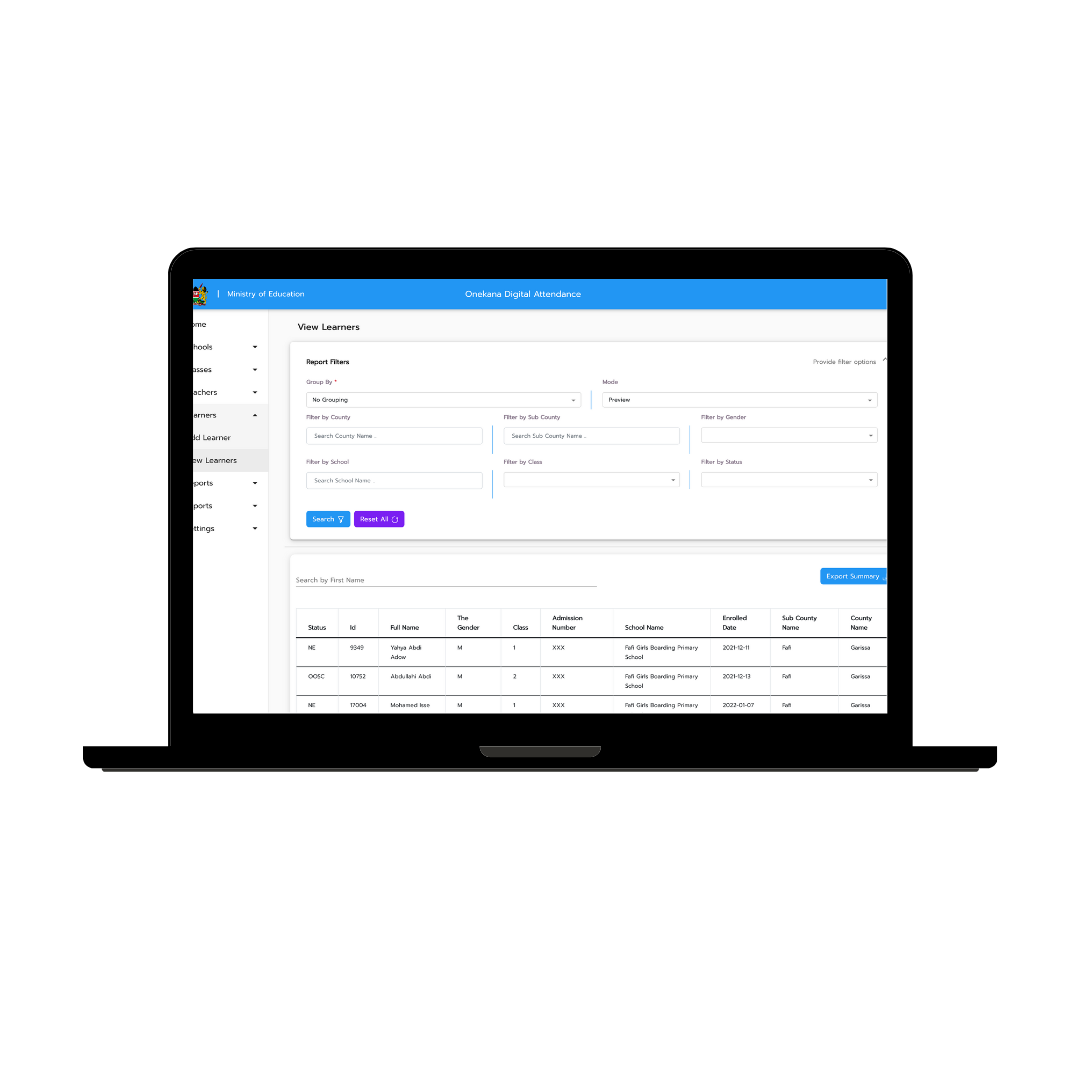 Ministry of Education
Onekana Digital Attendance
ome
hools
asses
achers
arners
dd Learner
ew Learners
ports
ports
ttings
View Learners
Report Filters
Provide filter options
Group By *
Mode
No Grouping
Preview
Filter by County
Filter by Sub County
Filter by Gender
Search County Name ..
Search Sub County Name ..
Filter by School
Filter by Class
Filter by Status
Search School Name ..
Search
Reset All
Search by First Name
Export Summary
Status Id Full Name The Gender Class Admission Number School Name Enrolled Date Sub County Name County Name
NE 9349 Yahya Abdi Adow M 1 XXX Fafi Girls Boarding Primary School 2021-12-11 Fafi Garissa
OOSC 10752 Abdullahi Abdi M 2 XXX Fafi Girls Boarding Primary School 2021-12-13 Fafi Garissa
NE 17004 Mohamed Isse M 1 XXX Fafi Girls Boarding Primary 2022-01-07 Fafi Garissa